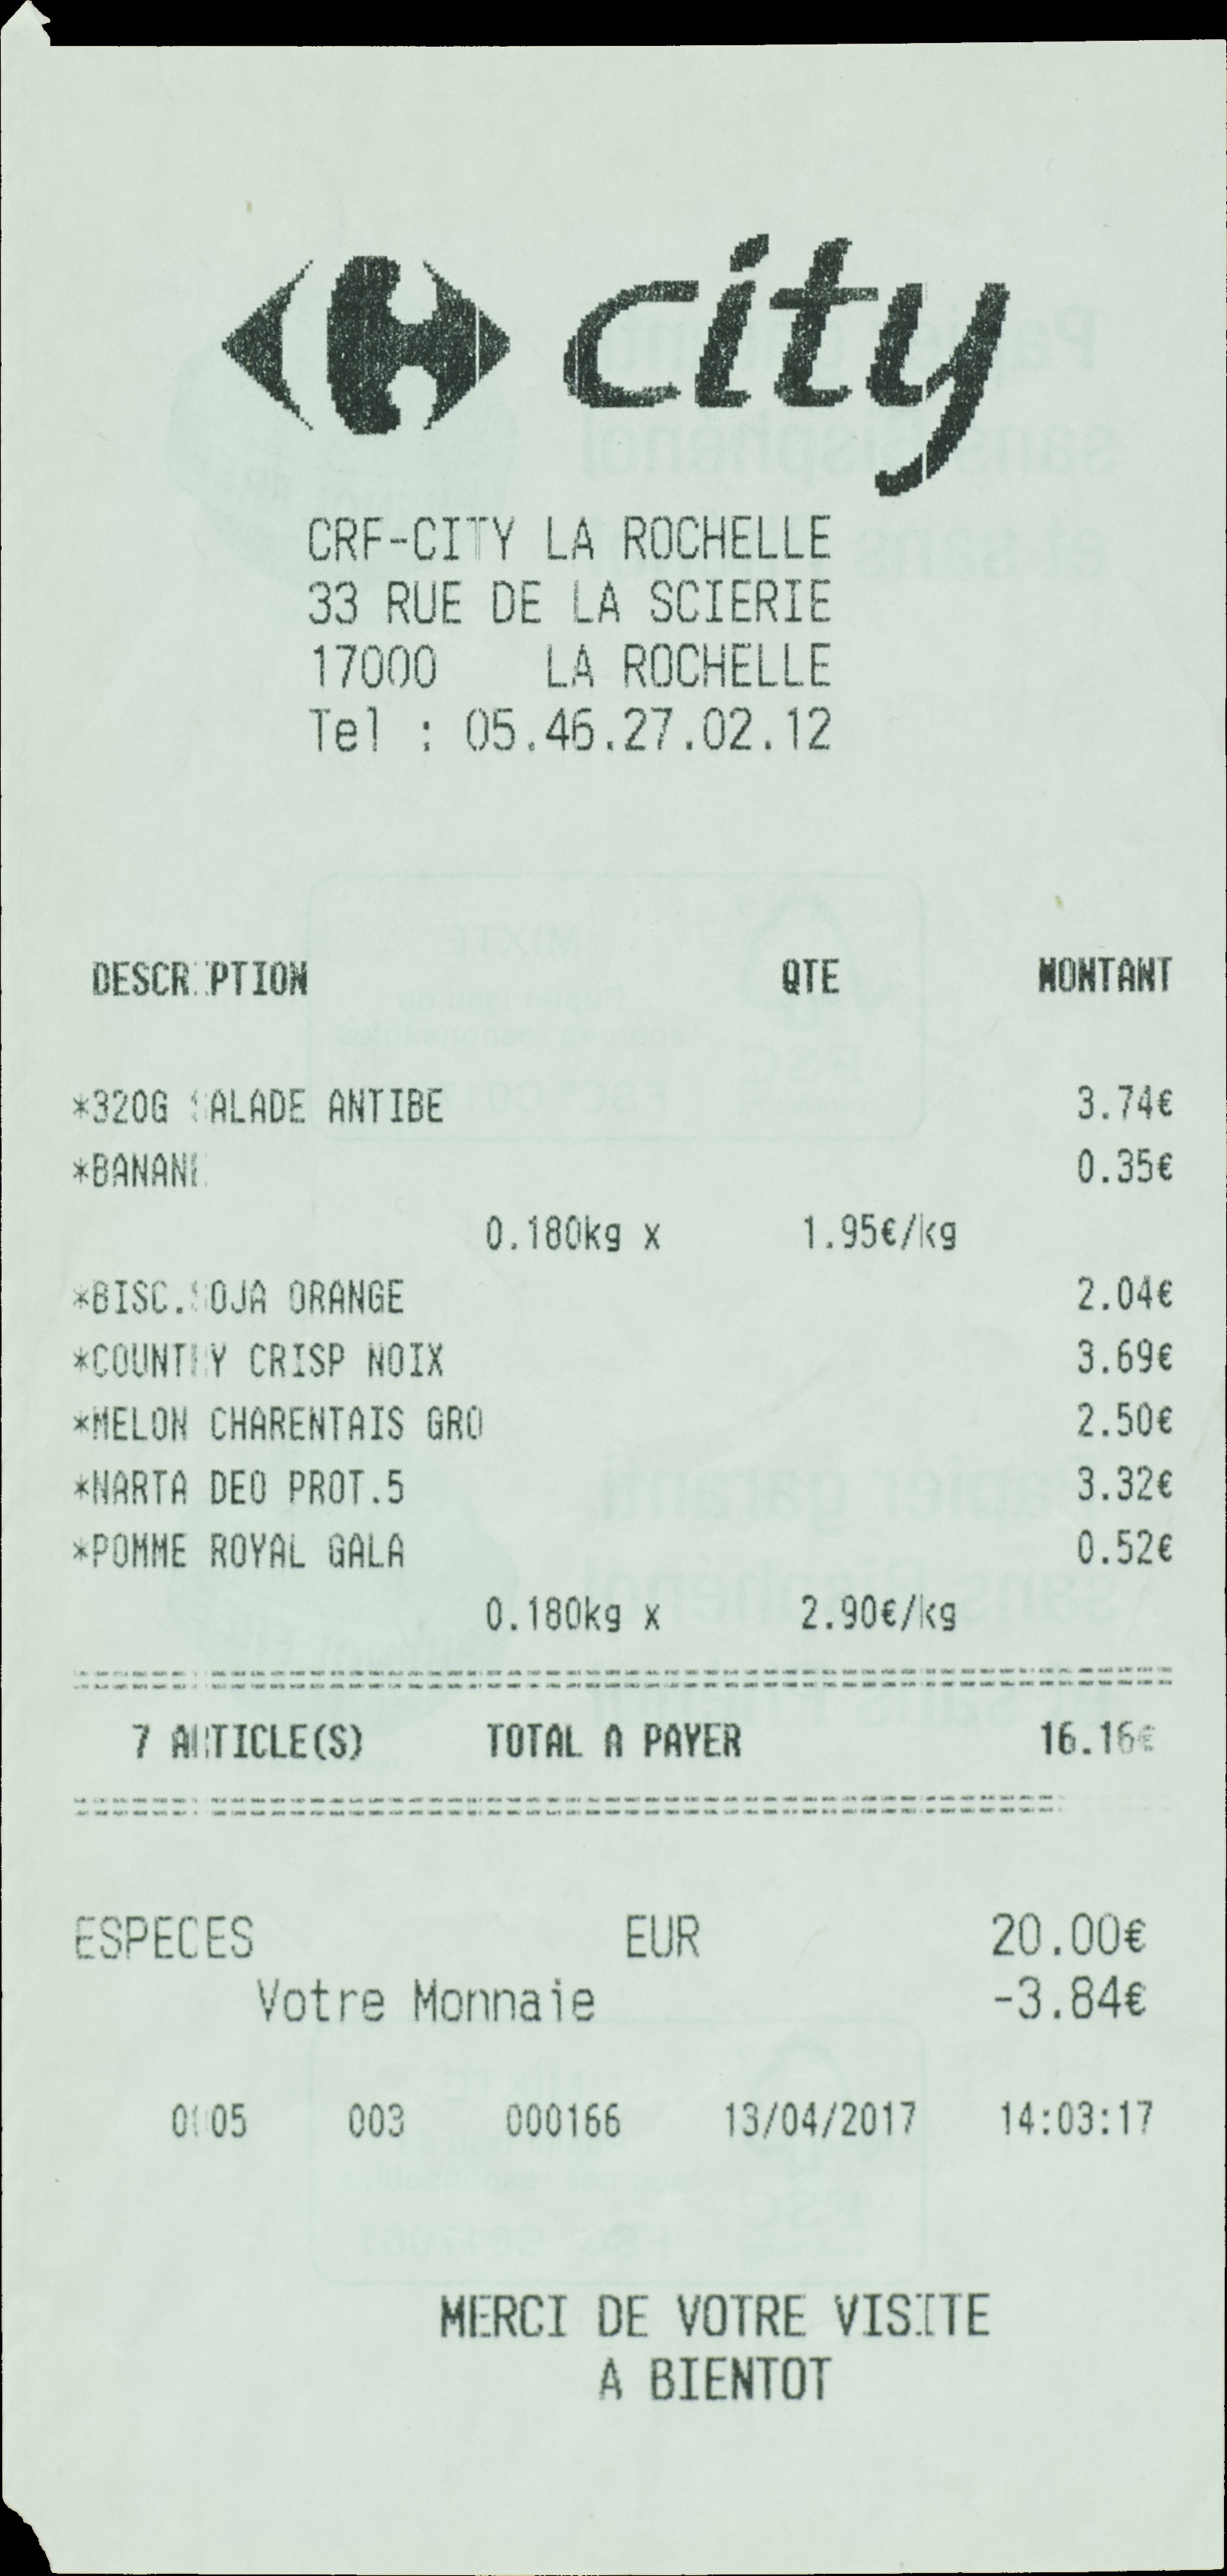 city
CRF-CITY LA ROCHELLE
33 RUE DE LA SCIERIE
17000 LA ROCHELLE
Tel : 05.46.27.02.12
DESCRIPTION QTE MONTANT
*320G SALADE ANTIBE 3.74€
*BANANE 0.35€
0.180kg x 1.95€/kg
*BISC.SOJA ORANGE 2.04€
*COUNTRY CRISP NOIX 3.69€
*MELON CHARENTAIS GRO 2.50€
*NARTA DEO PROT.5 3.32€
*POMME ROYAL GALA 0.52€
0.180kg x 2.90€/kg
7 ARTICLE(S) TOTAL A PAYER 16.16€
ESPECES EUR 20.00€
Votre Monnaie -3.84€
003 000166 13/04/2017 14:03:17
MERCI DE VOTRE VISITE
A BIENTOT